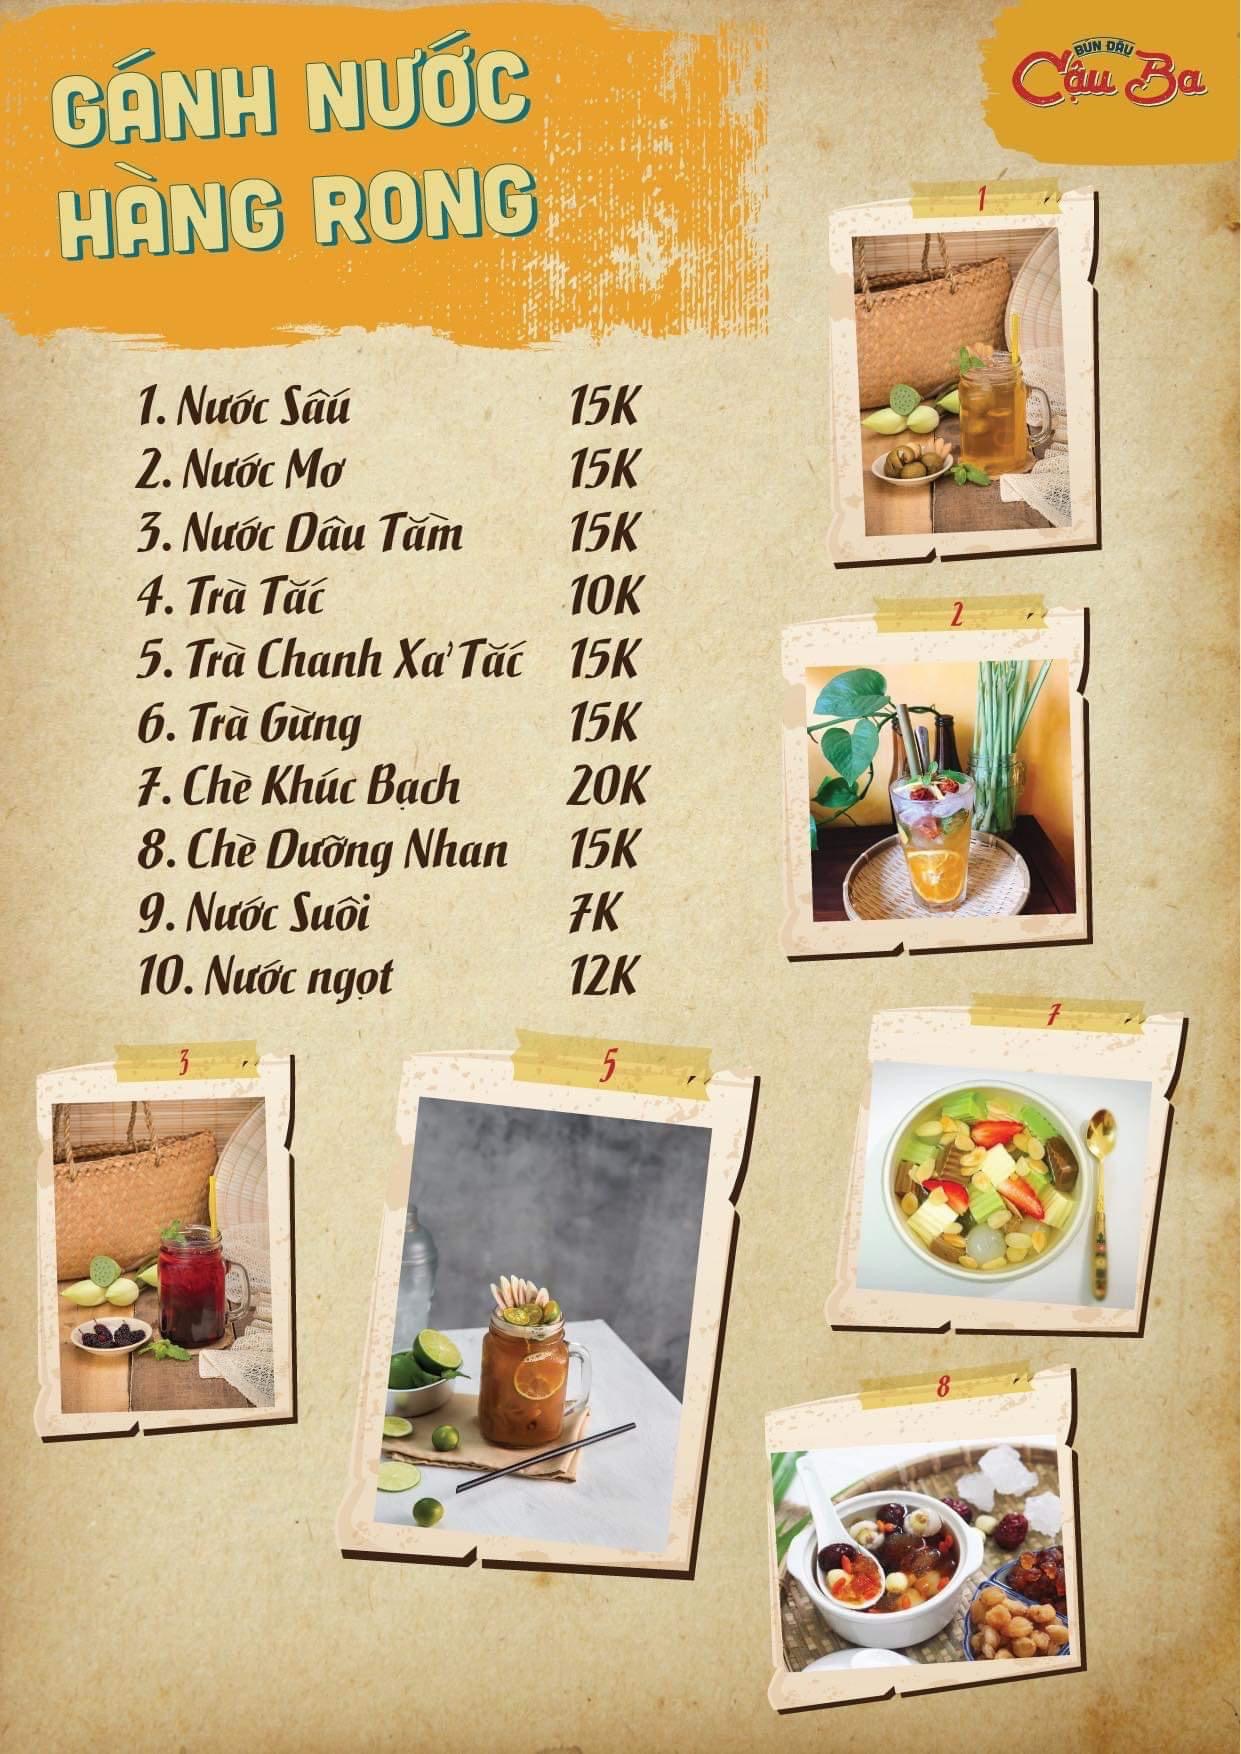 GÁNH NƯỚC
HÀNG RONG
BÚN ĐẬU
Cậu Ba
1. Nước Sấu 15K
2. Nước Mơ 15K
3. Nước Dâu Tằm 15K
4. Trà Tắc 10K
5. Trà Chanh Xả Tắc 15K
6. Trà Gừng 15K
7. Chè Khúc Bạch 20K
8. Chè Dưỡng Nhan 15K
9. Nước Suối 7K
10. Nước ngọt 12K
1
2
3
5
7
8